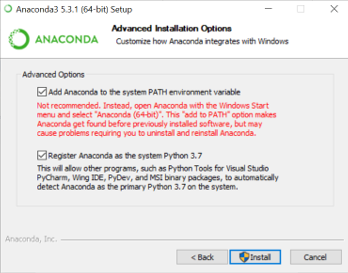 Anaconda3 5.3.1 (64-bit) Setup
ANACONDA
Advanced Installation Options
Customize how Anaconda integrates with Windows
Advanced Options
Add Anaconda to the system PATH environment variable
Not recommended. Instead, open Anaconda with the Windows Start
menu and select "Anaconda (64-bit)". This "add to PATH" option makes
Anaconda get found before previously installed software, but may
cause problems requiring you to uninstall and reinstall Anaconda.
Register Anaconda as the system Python 3.7
This will allow other programs, such as Python Tools for Visual Studio
PyCharm, Wing IDE, PyDev, and MSI binary packages, to automatically
detect Anaconda as the primary Python 3.7 on the system.
Anaconda, Inc.
< Back
Install
Cancel